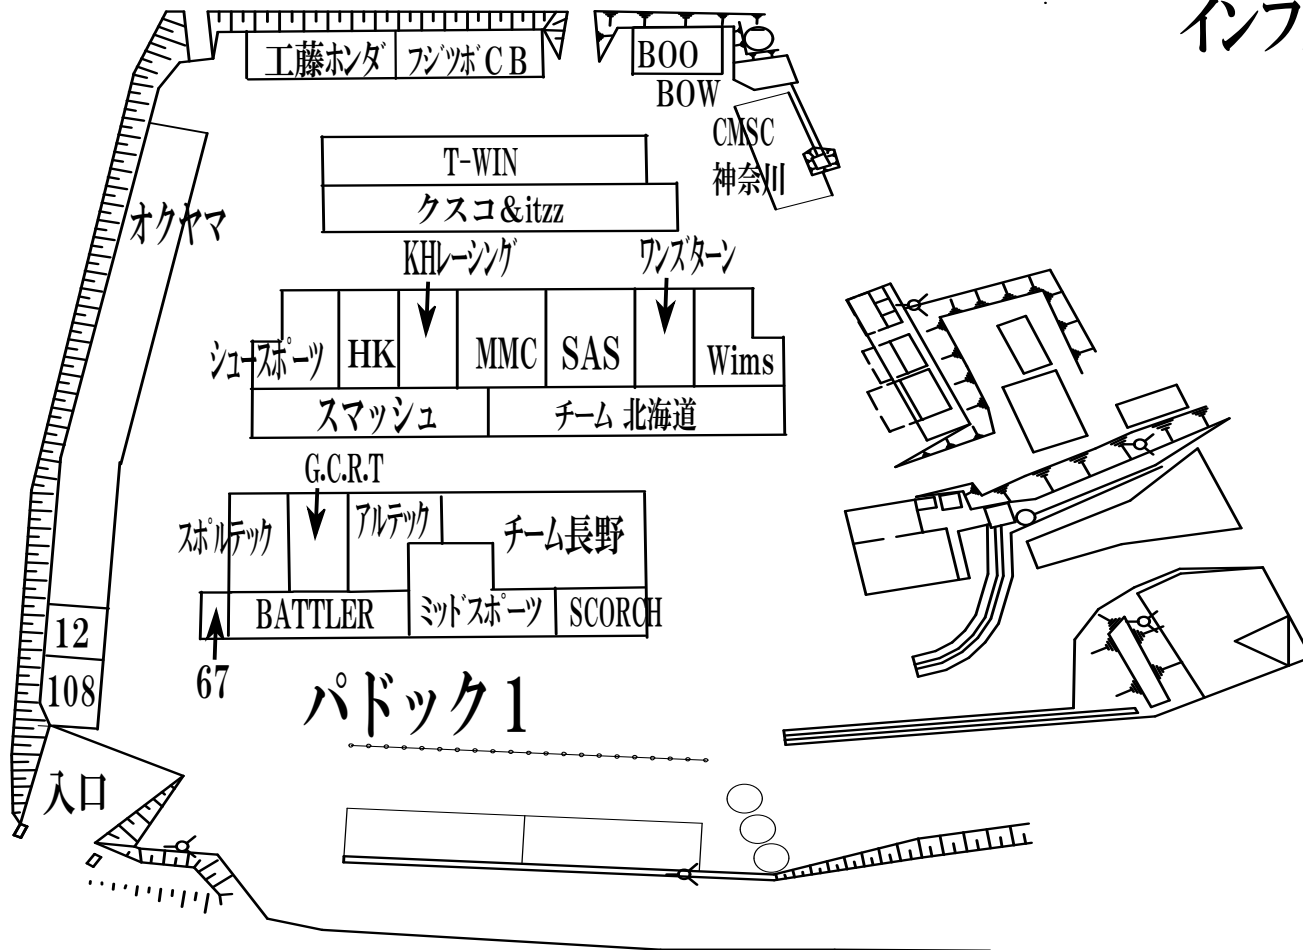 インフ
工藤ホンダ
フジツボCB
BOO
BOW
CMSC
神奈川
T-WIN
クスコ&itzz
オクヤマ
KHレーシング
ワンズターン
シュースポーツ
HK
MMC
SAS
Wims
スマッシュ
チーム 北海道
G.C.R.T
スポルテック
アルテック
チーム長野
BATTLER
ミッドスポーツ
SCORCH
12
108
67
パドック1
入口